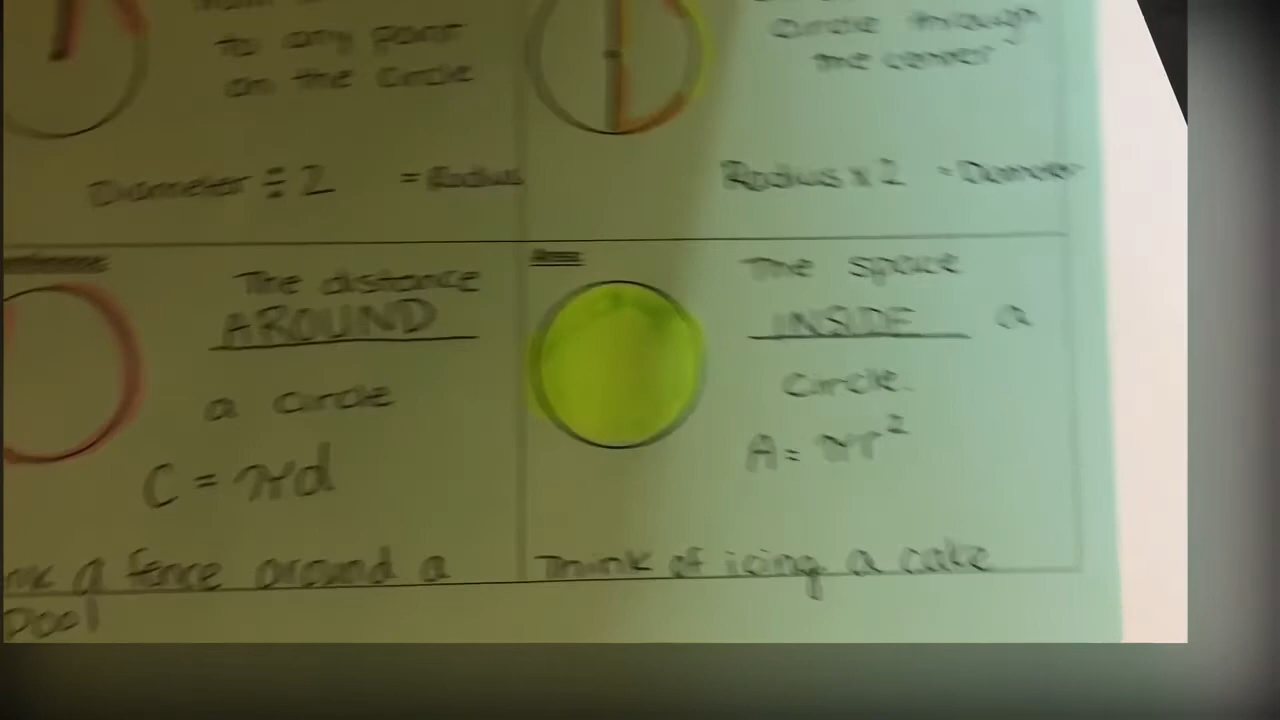 to any point
on the circle
Diameter ÷ 2 = Radius
circle through
the center
Radius x 2 = Diameter
The distance
AROUND
a circle
C = πd
a fence around a
Pool
Area
The space
INSIDE a
circle.
A = πr²
Think of icing a cake